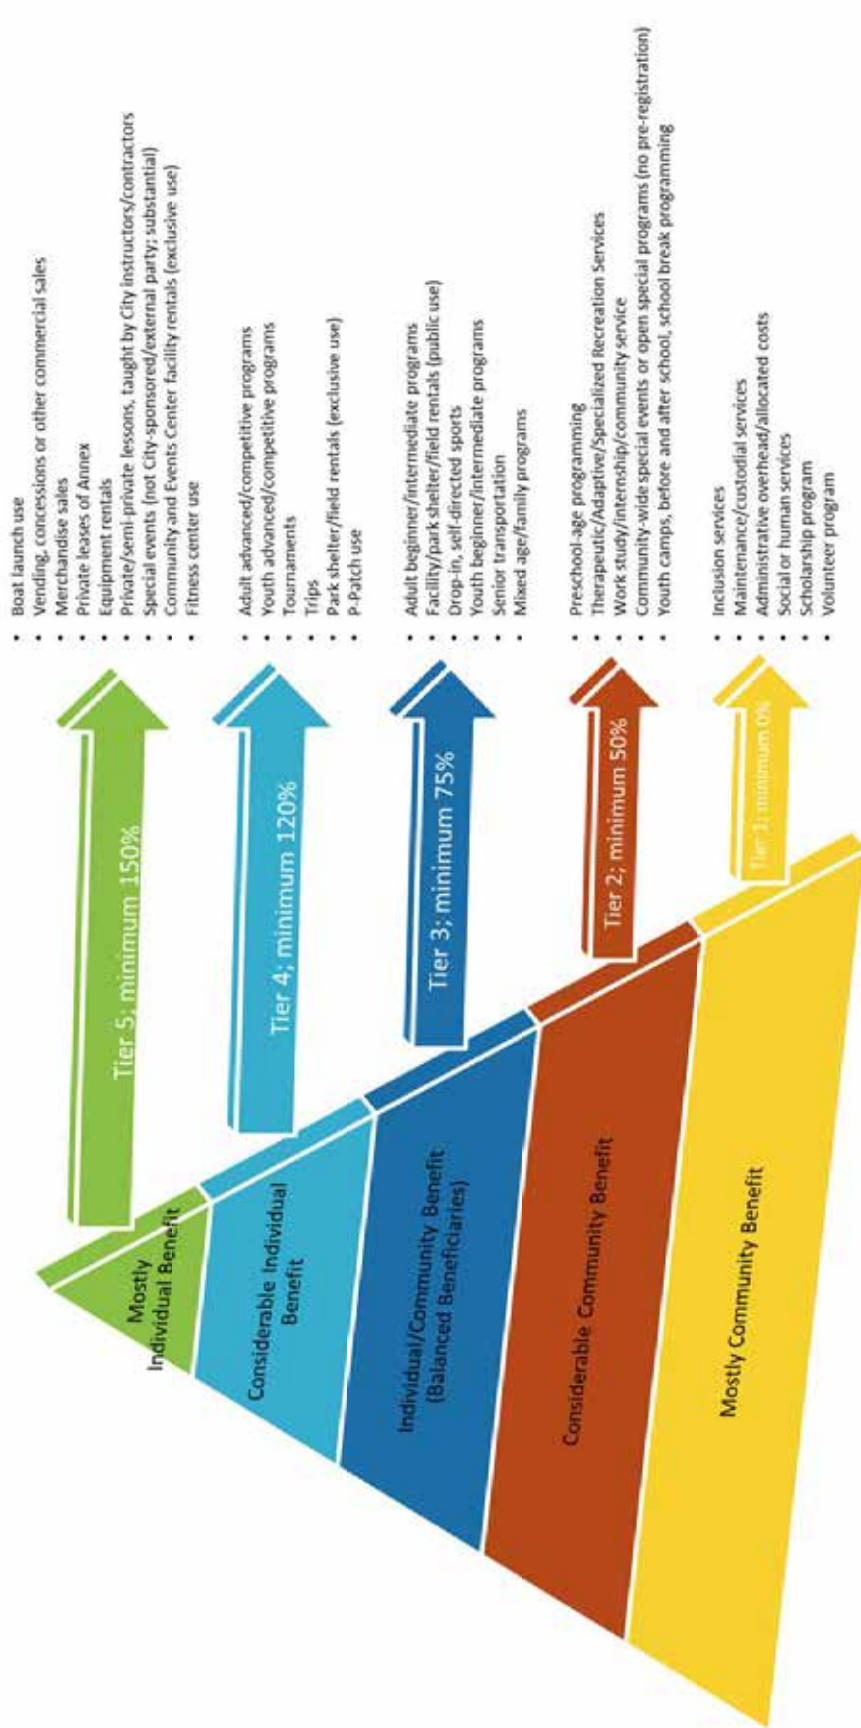 Mostly
Individual Benefit
Tier 5; minimum 150%
• Boat launch use
• Vending, concessions or other commercial sales
• Merchandise sales
• Private leases of Annex
• Equipment rentals
• Private/semi-private lessons, taught by City instructors/contractors
• Special events (not City-sponsored/external party; substantial)
• Community and Events Center facility rentals (exclusive use)
• Fitness center use
Considerable Individual
Benefit
Tier 4; minimum 120%
• Adult advanced/competitive programs
• Youth advanced/competitive programs
• Tournaments
• Trips
• Park shelter/field rentals (exclusive use)
• P-Patch use
Individual/Community Benefit
(Balanced Beneficiaries)
Tier 3; minimum 75%
• Adult beginner/intermediate programs
• Facility/park shelter/field rentals (public use)
• Drop-in, self-directed sports
• Youth beginner/intermediate programs
• Senior transportation
• Mixed age/family programs
Considerable Community Benefit
Tier 2; minimum 50%
• Preschool-age programming
• Therapeutic/Adaptive/Specialized Recreation Services
• Work study/internship/community service
• Community-wide special events or open special programs (no pre-registration)
• Youth camps, before and after school, school break programming
Mostly Community Benefit
Tier 1; minimum 0%
• Inclusion services
• Maintenance/custodial services
• Administrative overhead/allocated costs
• Social or human services
• Scholarship program
• Volunteer program